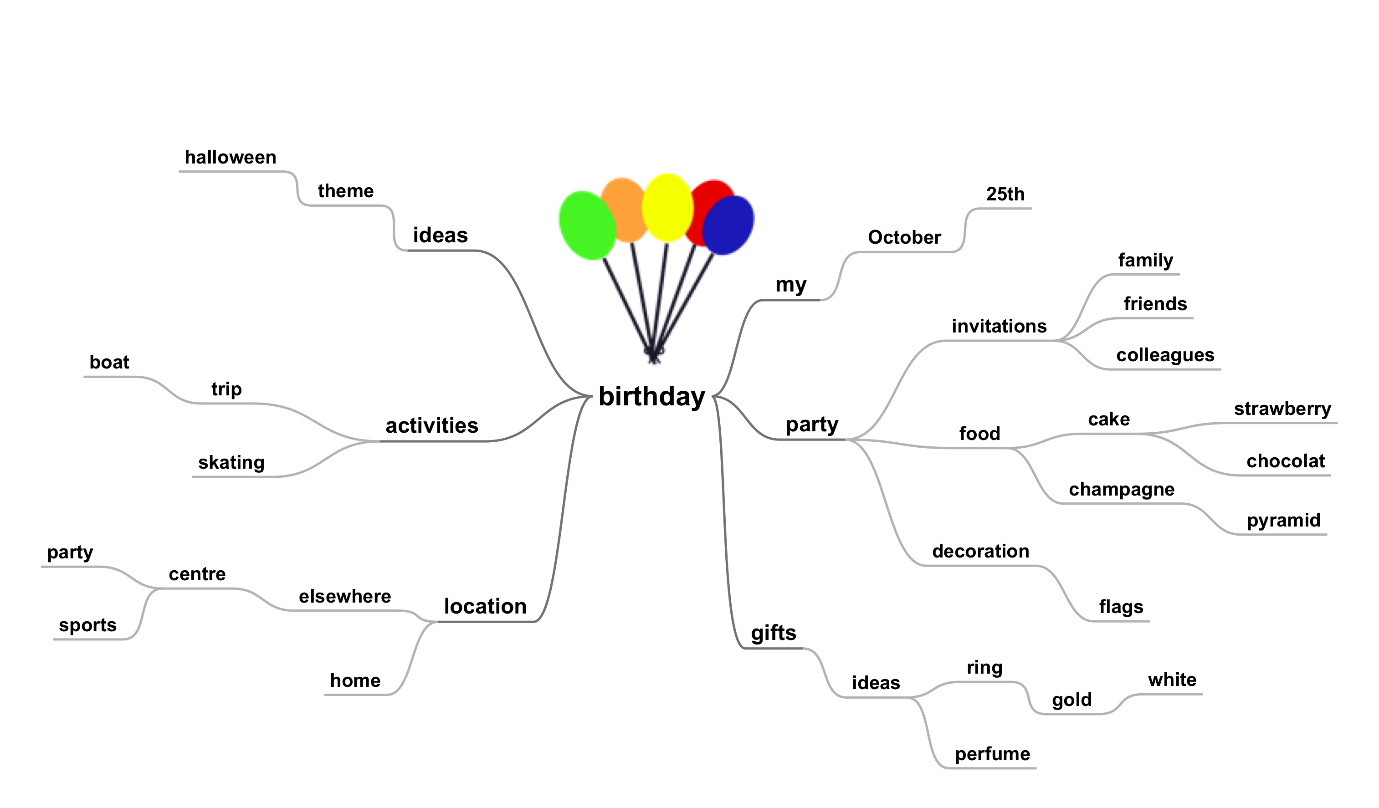 halloween
theme
ideas
boat
trip
activities
skating
party
centre
elsewhere
location
sports
home
birthday
my
October
25th
party
invitations
family
friends
colleagues
food
cake
strawberry
chocolat
champagne
pyramid
decoration
flags
gifts
ideas
ring
gold
white
perfume